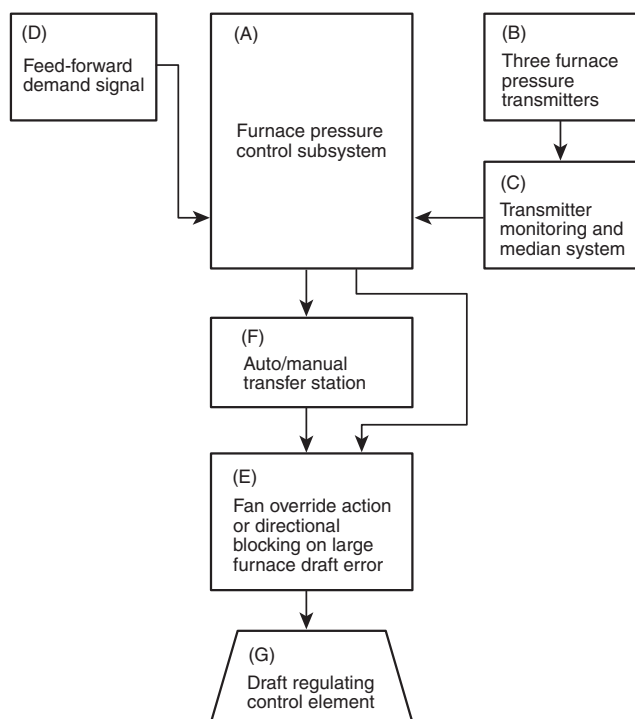 (D)
Feed-forward
demand signal
(A)
Furnace pressure
control subsystem
(B)
Three furnace
pressure
transmitters
(C)
Transmitter
monitoring and
median system
(F)
Auto/manual
transfer station
(E)
Fan override action
or directional
blocking on large
furnace draft error
(G)
Draft regulating
control element